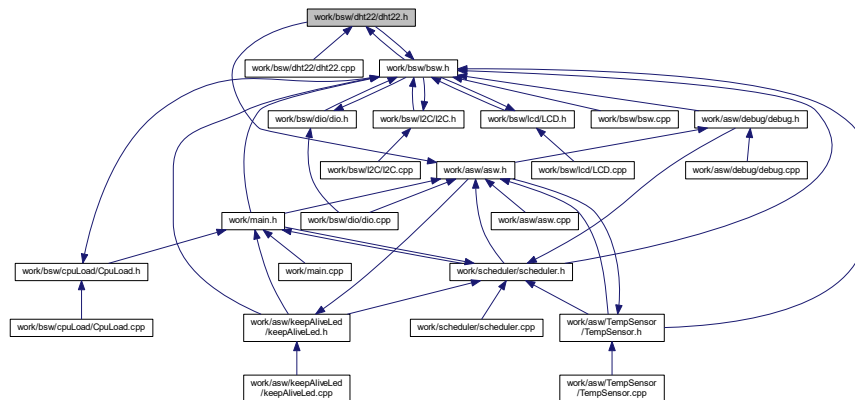 work/bsw/dht22/dht22.h
work/bsw/dht22/dht22.cpp
work/bsw/bsw.h
work/bsw/dio/dio.h
work/bsw/I2C/I2C.h
work/bsw/lcd/LCD.h
work/bsw/bsw.cpp
work/asw/debug/debug.h
work/bsw/I2C/I2C.cpp
work/asw/asw.h
work/bsw/lcd/LCD.cpp
work/asw/debug/debug.cpp
work/main.h
work/bsw/dio/dio.cpp
work/asw/asw.cpp
work/bsw/cpuLoad/CpuLoad.h
work/main.cpp
work/scheduler/scheduler.h
work/bsw/cpuLoad/CpuLoad.cpp
work/asw/keepAliveLed
/keepAliveLed.h
work/scheduler/scheduler.cpp
work/asw/TempSensor
/TempSensor.h
work/asw/keepAliveLed
/keepAliveLed.cpp
work/asw/TempSensor
/TempSensor.cpp